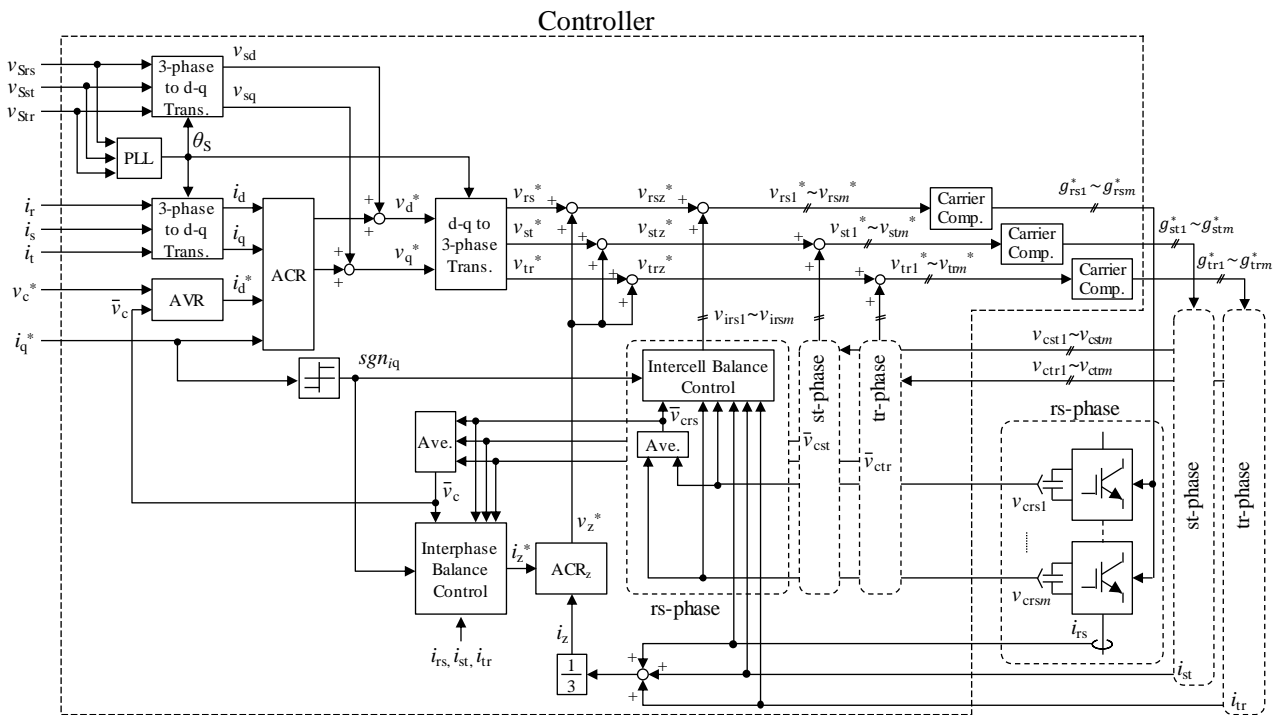 Controller
v_Srs
v_Sst
v_Str
3-phase
to d-q
Trans.
v_sd
v_sq
PLL
θ_S
i_r
i_s
i_t
3-phase
to d-q
Trans.
i_d
i_q
ACR
v_c*
v̄_c
AVR
i_d*
i_q*
+
+
+
+
v_d*
v_q*
d-q to
3-phase
Trans.
v_rs*
v_st*
v_tr*
+
+
+
+
+
+
v_rsz*
v_stz*
v_trz*
+
+
+
+
+
+
v_rs1*~v_rsm*
v_st1*~v_stm*
v_tr1*~v_trm*
Carrier
Comp.
Carrier
Comp.
Carrier
Comp.
g*_rs1~g*_rsm
g*_st1~g*_stm
g*_tr1~g*_trm
sgn_iq
v_irs1~v_irsm
Intercell Balance
Control
st-phase
tr-phase
v_cst1~v_cstm
v_ctr1~v_ctrm
rs-phase
Ave.
v̄_crs
Ave.
v̄_cst
v̄_ctr
v̄_c
v_crs1
v_crsm
st-phase
tr-phase
Interphase
Balance
Control
i_z*
ACR_z
v_z*
rs-phase
i_rs, i_st, i_tr
i_z
1
3
+
+
+
i_rs
i_st
i_tr